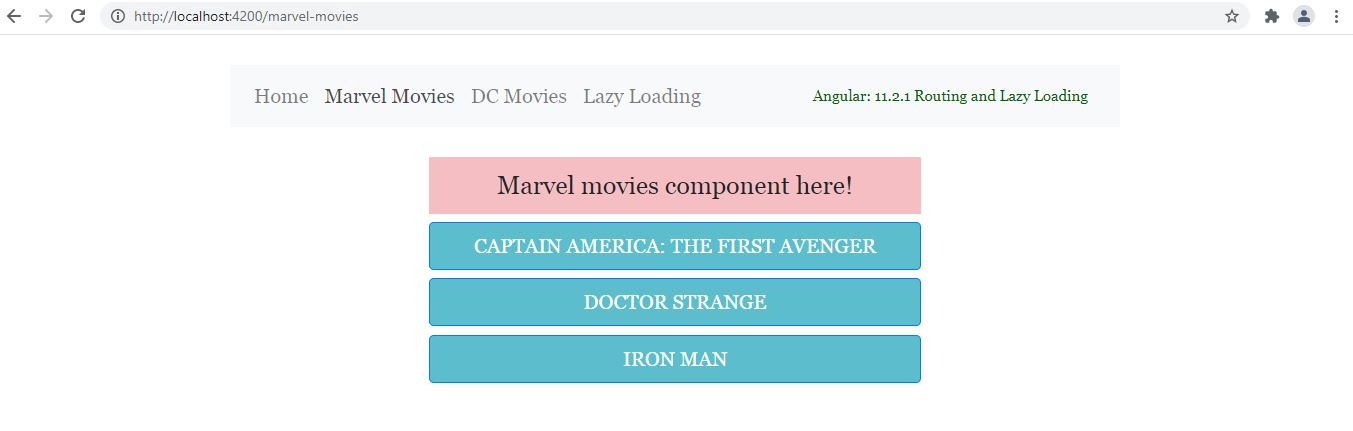 http://localhost:4200/marvel-movies
Home Marvel Movies DC Movies Lazy Loading Angular: 11.2.1 Routing and Lazy Loading
Marvel movies component here!
CAPTAIN AMERICA: THE FIRST AVENGER
DOCTOR STRANGE
IRON MAN